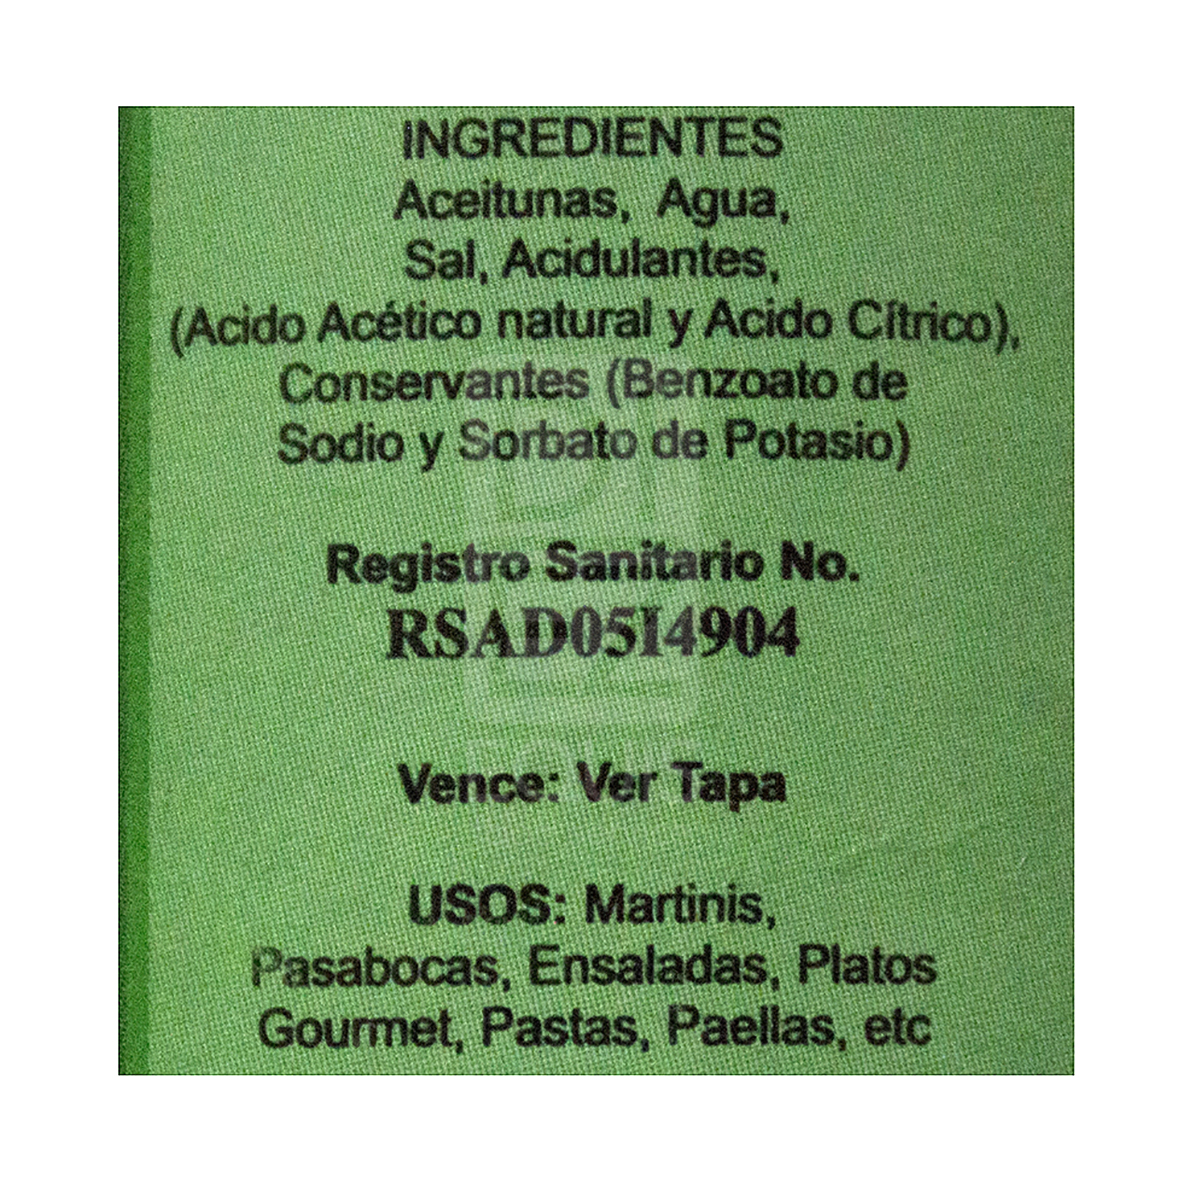 INGREDIENTES
Aceitunas, Agua,
Sal, Acidulantes,
(Acido Acético natural y Acido Cítrico),
Conservantes (Benzoato de
Sodio y Sorbato de Potasio)
Registro Sanitario No.
RSAD05I4904
Vence: Ver Tapa
USOS: Martinis,
Pasabocas, Ensaladas, Platos
Gourmet, Pastas, Paellas, etc